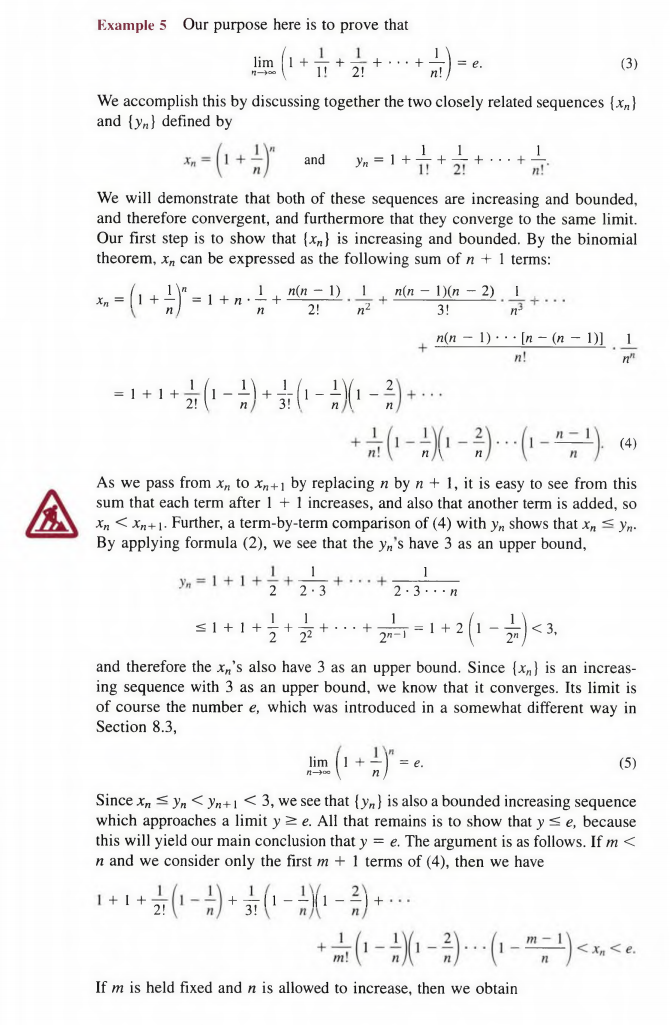 Example 5 Our purpose here is to prove that
lim n→∞ (1 + 1/1! + 1/2! + · · · + 1/n!) = e. (3)
We accomplish this by discussing together the two closely related sequences {xₙ}
and {yₙ} defined by
xₙ = (1 + 1/n)ⁿ and yₙ = 1 + 1/1! + 1/2! + · · · + 1/n!.
We will demonstrate that both of these sequences are increasing and bounded,
and therefore convergent, and furthermore that they converge to the same limit.
Our first step is to show that {xₙ} is increasing and bounded. By the binomial
theorem, xₙ can be expressed as the following sum of n + 1 terms:
xₙ = (1 + 1/n)ⁿ = 1 + n · 1/n + n(n − 1)/2! · 1/n² + n(n − 1)(n − 2)/3! · 1/n³ + · · ·
+ n(n − 1) · · · [n − (n − 1)]/n! · 1/nⁿ
= 1 + 1 + 1/2! (1 − 1/n) + 1/3! (1 − 1/n)(1 − 2/n) + · · ·
+ 1/n! (1 − 1/n)(1 − 2/n) · · · (1 − (n − 1)/n). (4)
As we pass from xₙ to xₙ₊₁ by replacing n by n + 1, it is easy to see from this
sum that each term after 1 + 1 increases, and also that another term is added, so
xₙ < xₙ₊₁. Further, a term-by-term comparison of (4) with yₙ shows that xₙ ≤ yₙ.
By applying formula (2), we see that the yₙ's have 3 as an upper bound,
yₙ = 1 + 1 + 1/2 + 1/(2 · 3) + · · · + 1/(2 · 3 · · · n)
≤ 1 + 1 + 1/2 + 1/2² + · · · + 1/2ⁿ⁻¹ = 1 + 2 (1 − 1/2ⁿ) < 3,
and therefore the xₙ's also have 3 as an upper bound. Since {xₙ} is an increas-
ing sequence with 3 as an upper bound, we know that it converges. Its limit is
of course the number e, which was introduced in a somewhat different way in
Section 8.3,
lim n→∞ (1 + 1/n)ⁿ = e. (5)
Since xₙ ≤ yₙ < yₙ₊₁ < 3, we see that {yₙ} is also a bounded increasing sequence
which approaches a limit y ≥ e. All that remains is to show that y ≤ e, because
this will yield our main conclusion that y = e. The argument is as follows. If m <
n and we consider only the first m + 1 terms of (4), then we have
1 + 1 + 1/2! (1 − 1/n) + 1/3! (1 − 1/n)(1 − 2/n) + · · ·
+ 1/m! (1 − 1/n)(1 − 2/n) · · · (1 − (m − 1)/n) < xₙ < e.
If m is held fixed and n is allowed to increase, then we obtain